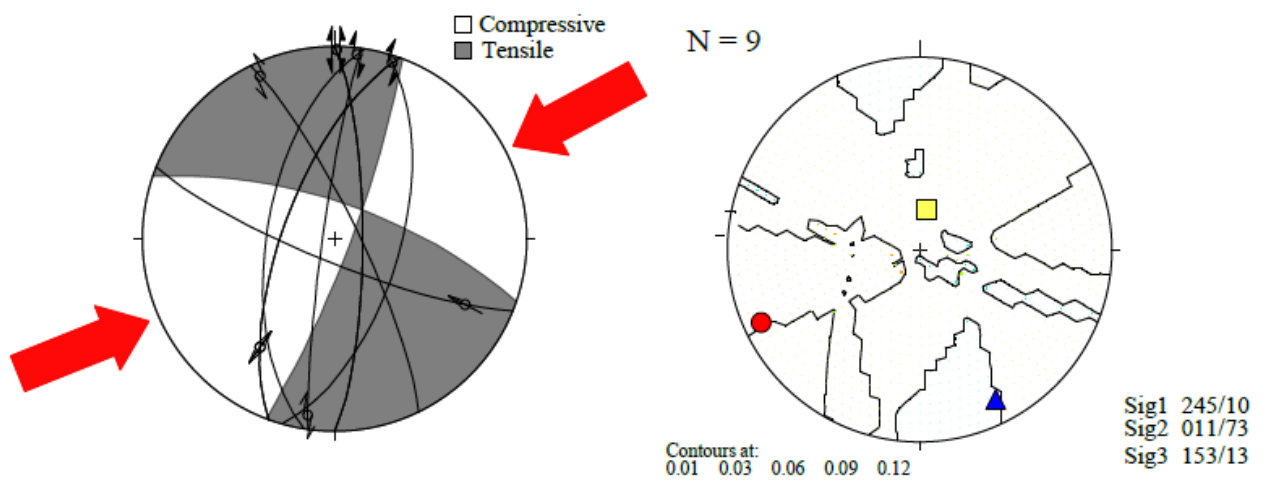 Compressive
Tensile
N = 9
Contours at:
0.01 0.03 0.06 0.09 0.12
Sig1 245/10
Sig2 011/73
Sig3 153/13